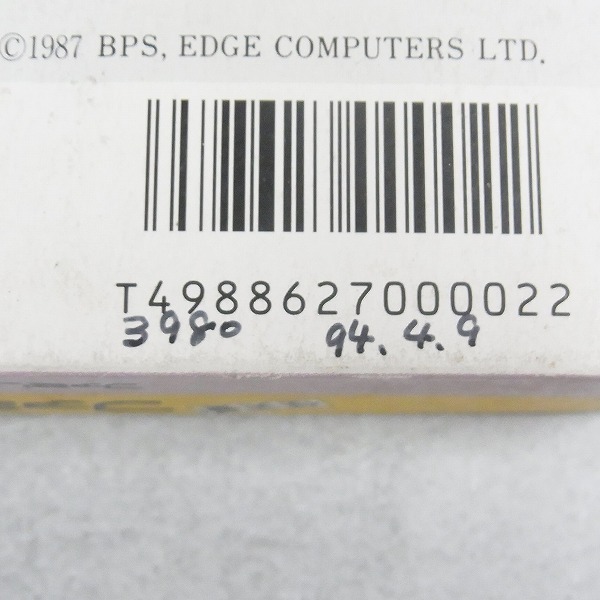 ©1987 BPS, EDGE COMPUTERS LTD.
T4988627000022
3980 94.4.9